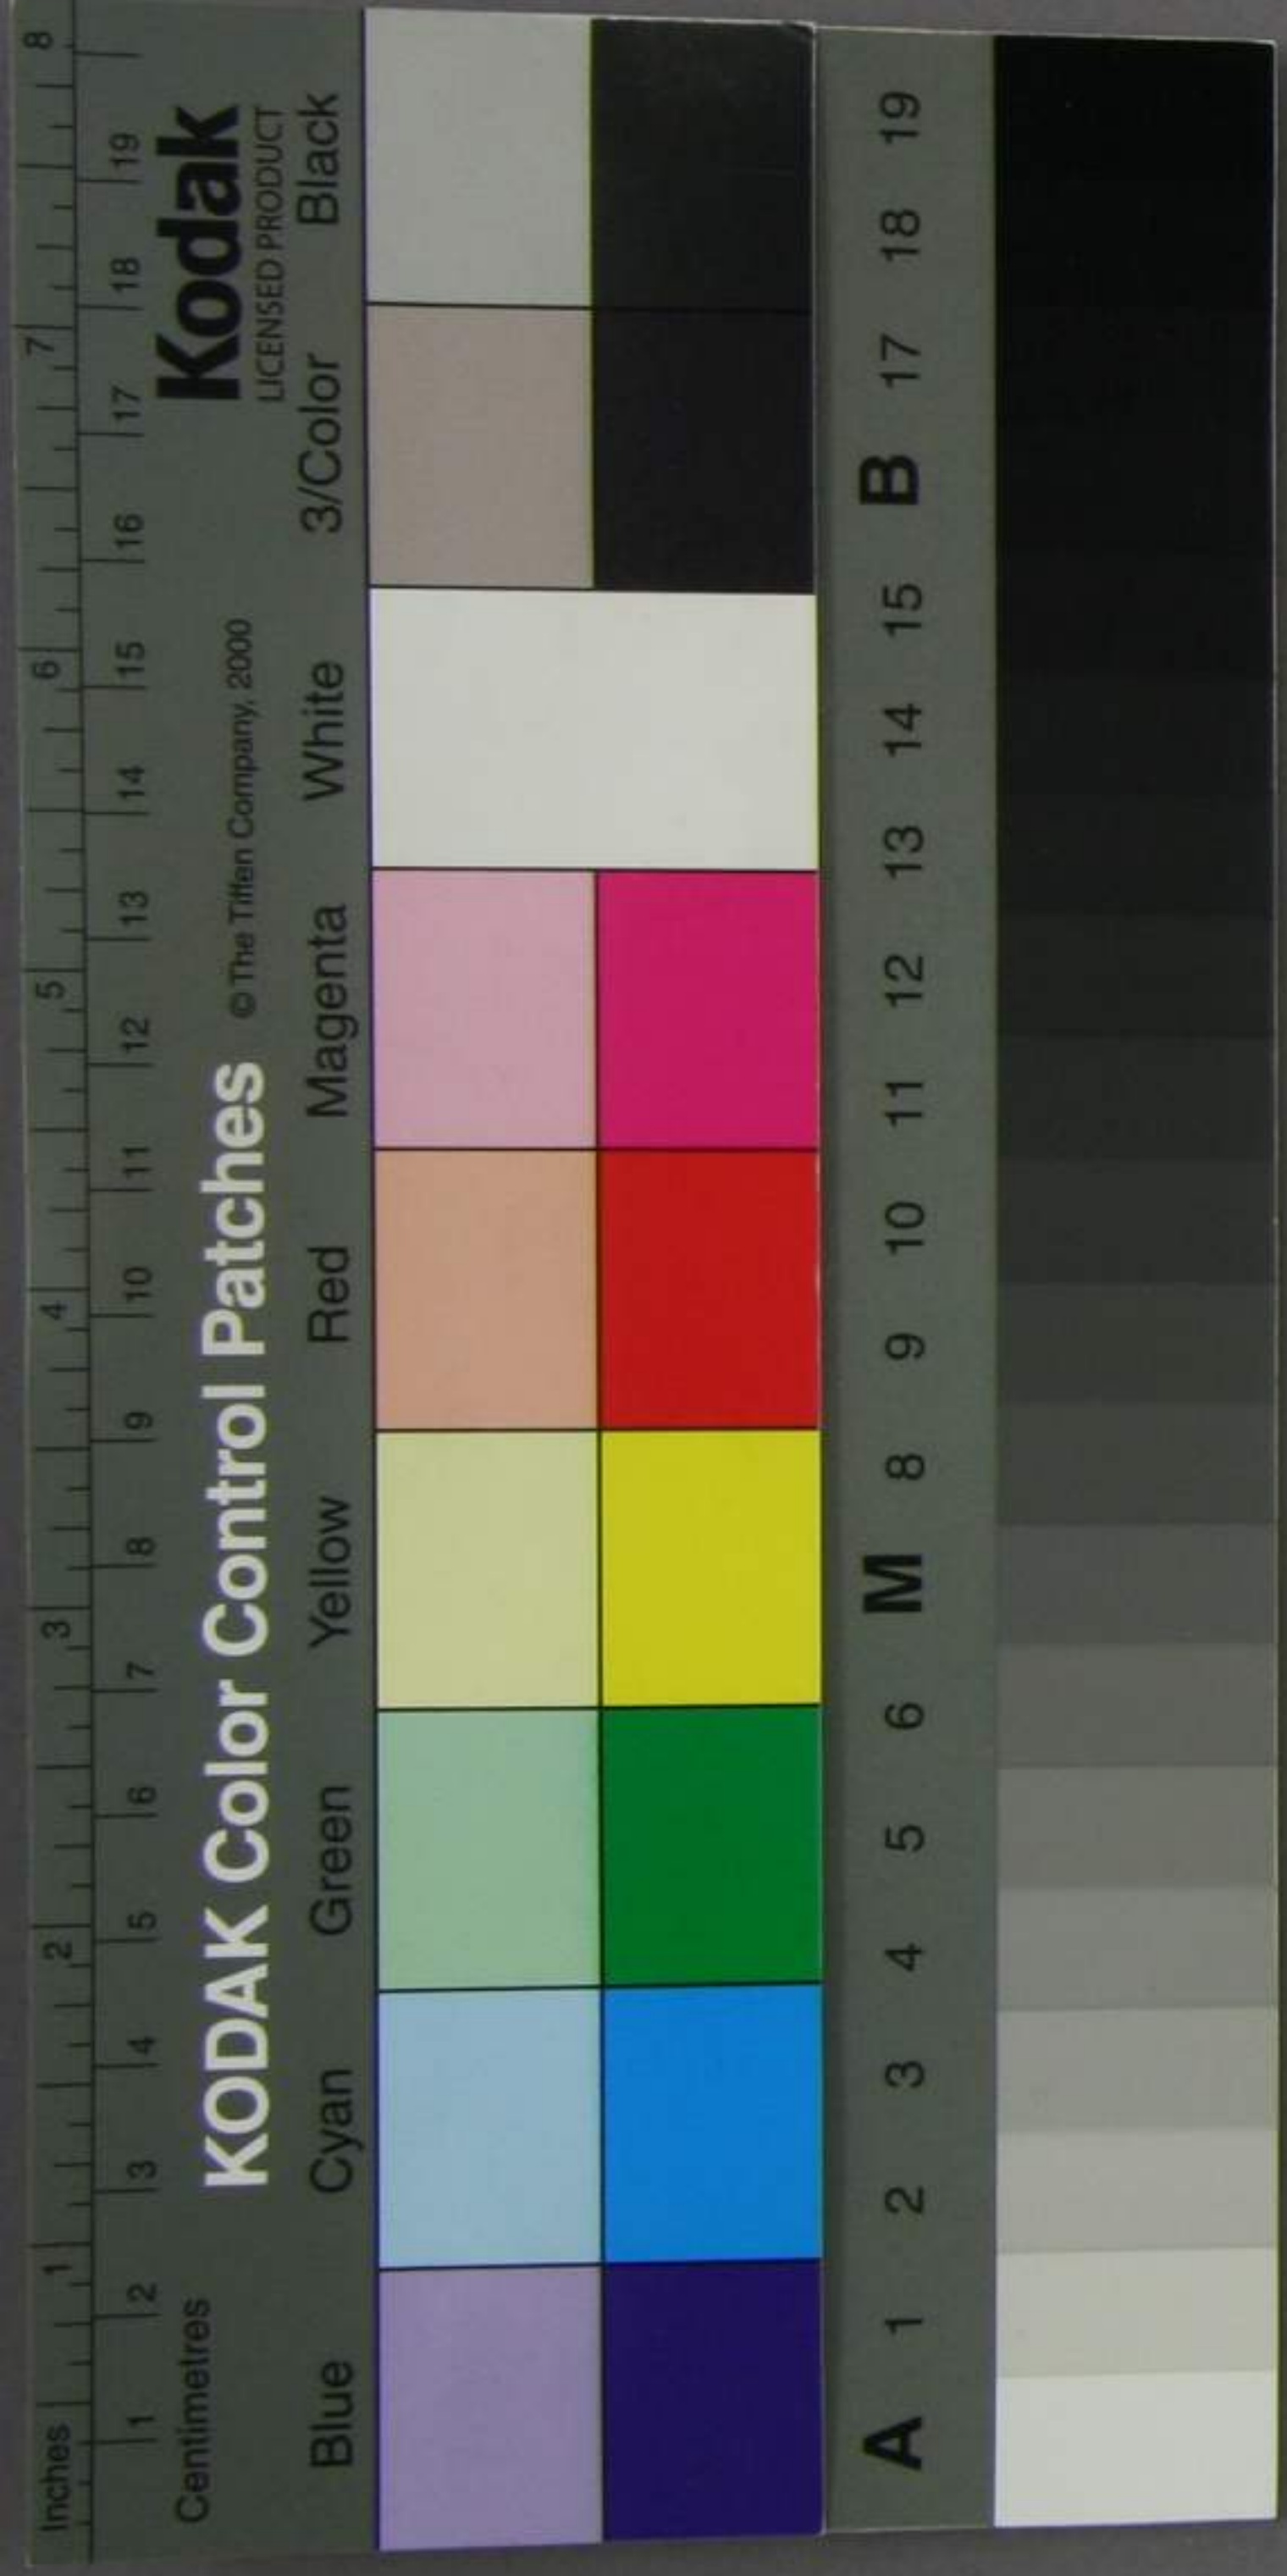 Inches 1 2 3 4 5 6 7 8
Centimetres 1 2 3 4 5 6 7 8 9 10 11 12 13 14 15 16 17 18 19
KODAK Color Control Patches © The Tiffen Company, 2000 Kodak
LICENSED PRODUCT
Blue Cyan Green Yellow Red Magenta White 3/Color Black
A 1 2 3 4 5 6 M 8 9 10 11 12 13 14 15 B 17 18 19